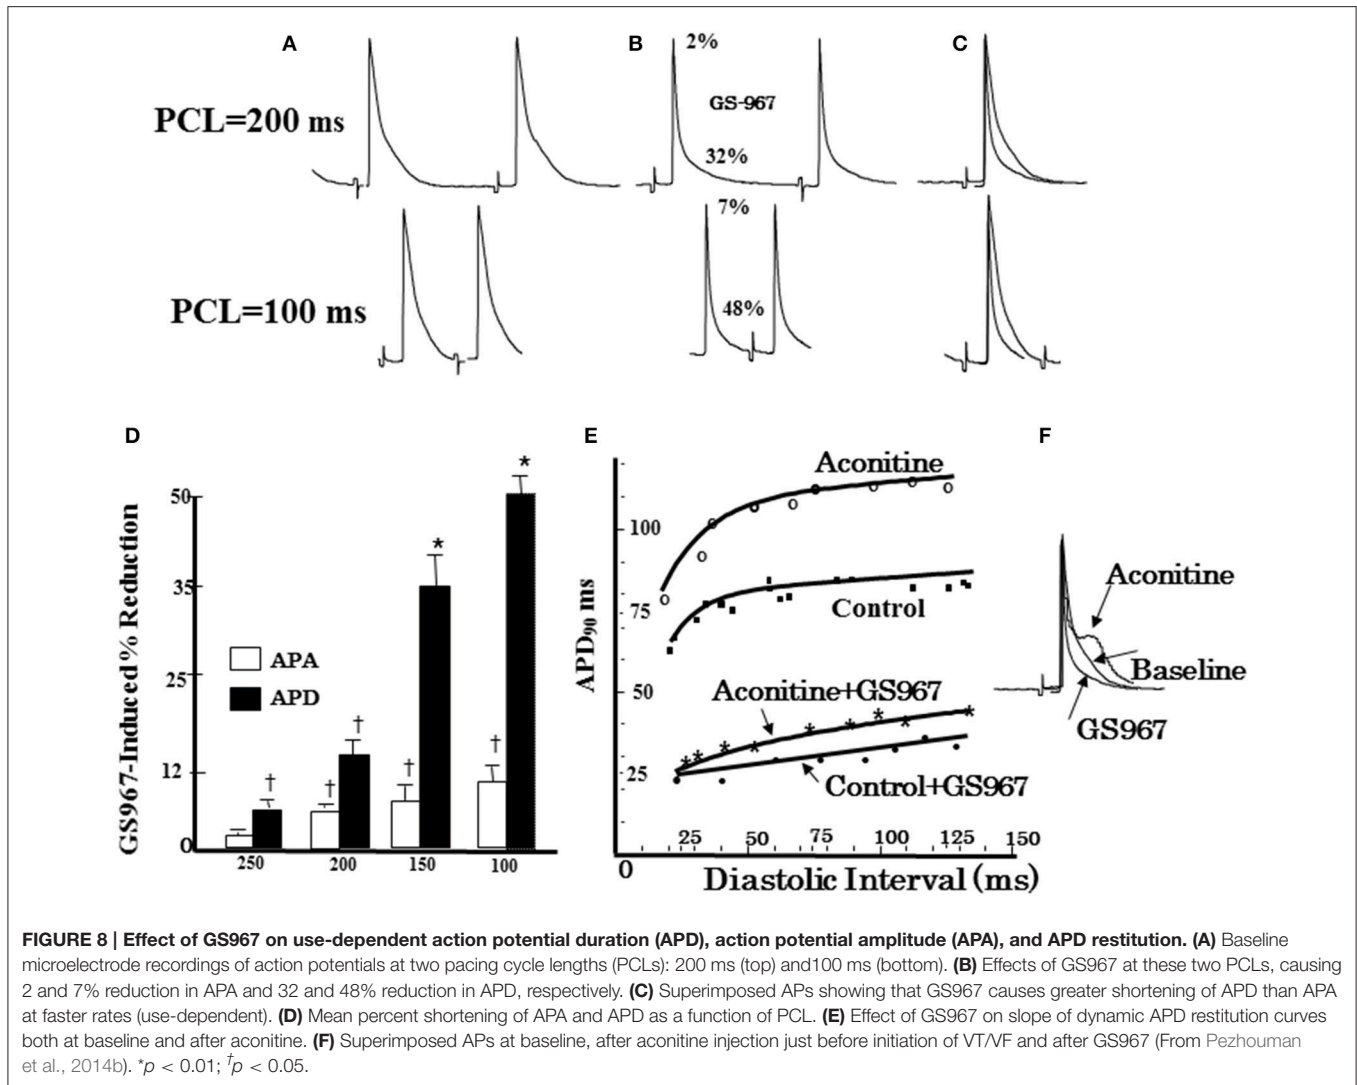 A
B
C
2%
GS-967
PCL=200 ms
32%
7%
PCL=100 ms
48%
D
E
F
GS967-Induced % Reduction
50
35
25
12
0
*
*
†
†
†
†
†
APA
APD
250
200
150
100
APD90 ms
100
75
50
25
Aconitine
Control
Aconitine+GS967
Control+GS967
0
25
50
75
100
125
150
Diastolic Interval (ms)
Aconitine
Baseline
GS967
FIGURE 8 | Effect of GS967 on use-dependent action potential duration (APD), action potential amplitude (APA), and APD restitution. (A) Baseline
microelectrode recordings of action potentials at two pacing cycle lengths (PCLs): 200 ms (top) and100 ms (bottom). (B) Effects of GS967 at these two PCLs, causing
2 and 7% reduction in APA and 32 and 48% reduction in APD, respectively. (C) Superimposed APs showing that GS967 causes greater shortening of APD than APA
at faster rates (use-dependent). (D) Mean percent shortening of APA and APD as a function of PCL. (E) Effect of GS967 on slope of dynamic APD restitution curves
both at baseline and after aconitine. (F) Superimposed APs at baseline, after aconitine injection just before initiation of VT/VF and after GS967 (From Pezhouman
et al., 2014b). *p < 0.01; †p < 0.05.